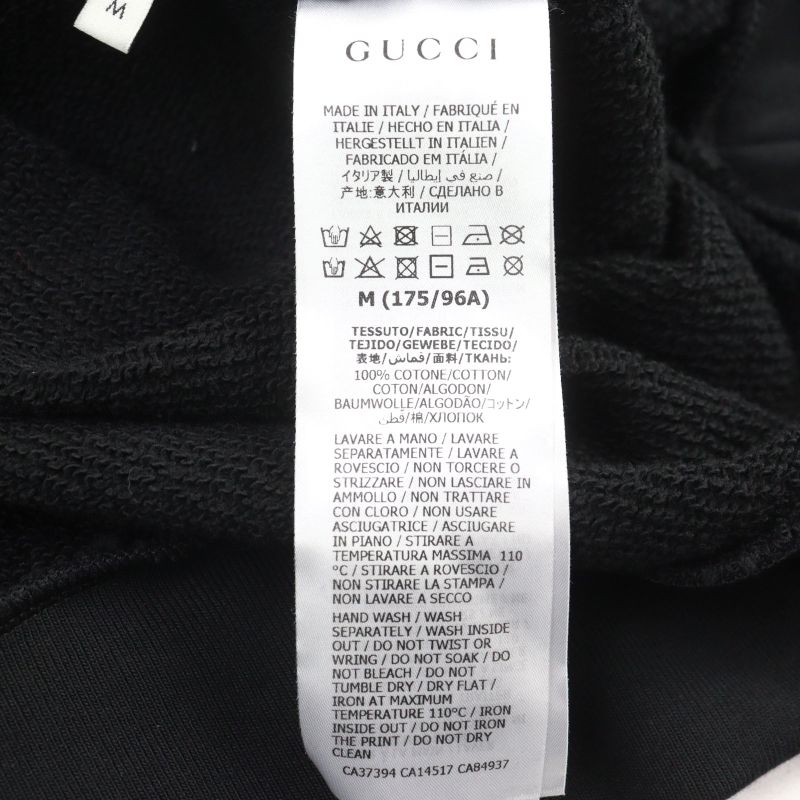 M
GUCCI
MADE IN ITALY / FABRIQUÉ EN
ITALIE / HECHO EN ITALIA /
HERGESTELLT IN ITALIEN /
FABRICADO EM ITÁLIA /
イタリア製 / صنع في إيطاليا /
产地:意大利 / СДЕЛАНО В
ИТАЛИИ
M (175/96A)
TESSUTO/FABRIC/TISSU/
TEJIDO/GEWEBE/TECIDO/
表地/قماش/面料/ТКАНЬ:
100% COTONE/COTTON/
COTON/ALGODON/
BAUMWOLLE/ALGODÃO/コットン/
قطن/棉/ХЛОПОК
LAVARE A MANO / LAVARE
SEPARATAMENTE / LAVARE A
ROVESCIO / NON TORCERE O
STRIZZARE / NON LASCIARE IN
AMMOLLO / NON TRATTARE
CON CLORO / NON USARE
ASCIUGATRICE / ASCIUGARE
IN PIANO / STIRARE A
TEMPERATURA MASSIMA 110
°C / STIRARE A ROVESCIO /
NON STIRARE LA STAMPA /
NON LAVARE A SECCO
HAND WASH / WASH
SEPARATELY / WASH INSIDE
OUT / DO NOT TWIST OR
WRING / DO NOT SOAK / DO
NOT BLEACH / DO NOT
TUMBLE DRY / DRY FLAT /
IRON AT MAXIMUM
TEMPERATURE 110°C / IRON
INSIDE OUT / DO NOT IRON
THE PRINT / DO NOT DRY
CLEAN
CA37394 CA14517 CA84937